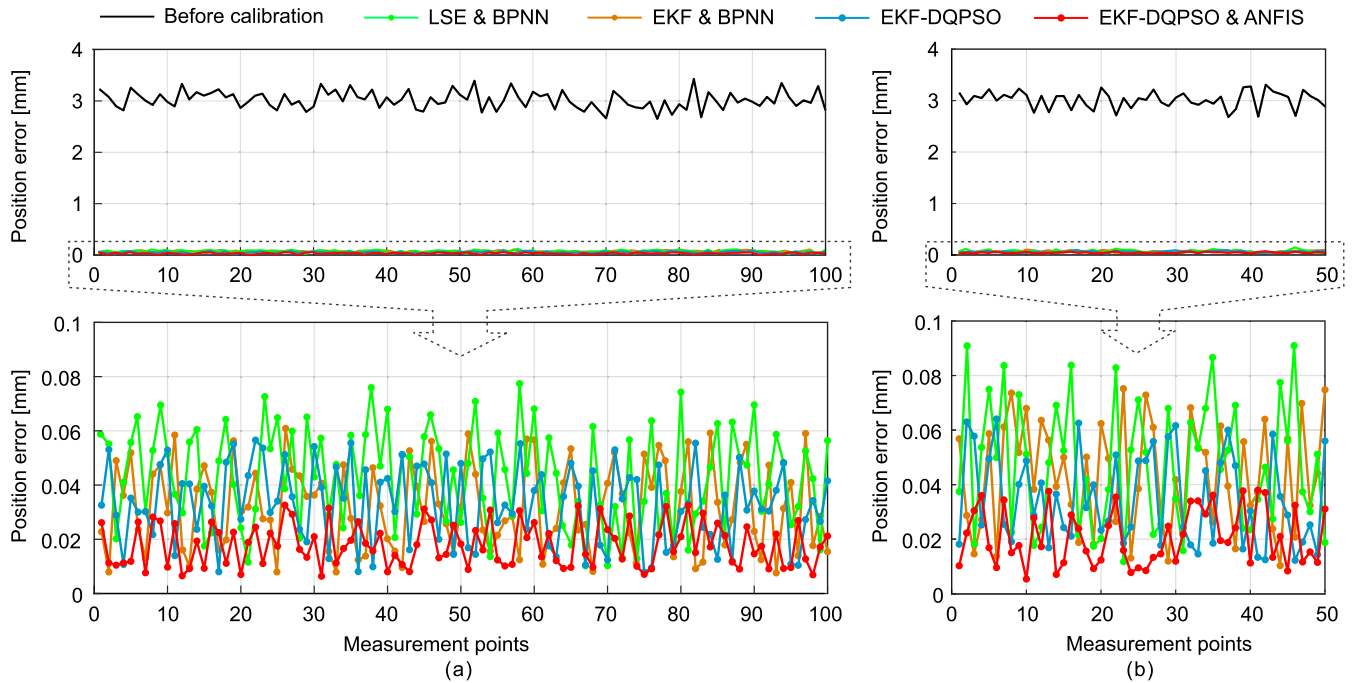 Before calibration LSE & BPNN EKF & BPNN EKF-DQPSO EKF-DQPSO & ANFIS
Position error [mm]
4
3
2
1
0
0 10 20 30 40 50 60 70 80 90 100
Position error [mm]
4
3
2
1
0
0 10 20 30 40 50
Position error [mm]
0.1
0.08
0.06
0.04
0.02
0
0 10 20 30 40 50 60 70 80 90 100
Measurement points
(a)
Position error [mm]
0.1
0.08
0.06
0.04
0.02
0
0 10 20 30 40 50
Measurement points
(b)